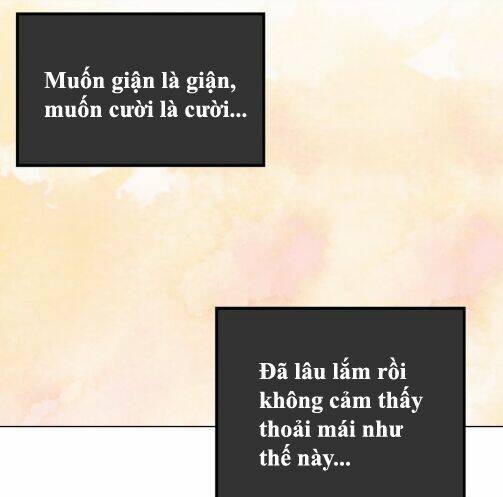 Muốn giận là giận,
muốn cười là cười...
Đã lâu lắm rồi
không cảm thấy
thoải mái như
thế này...